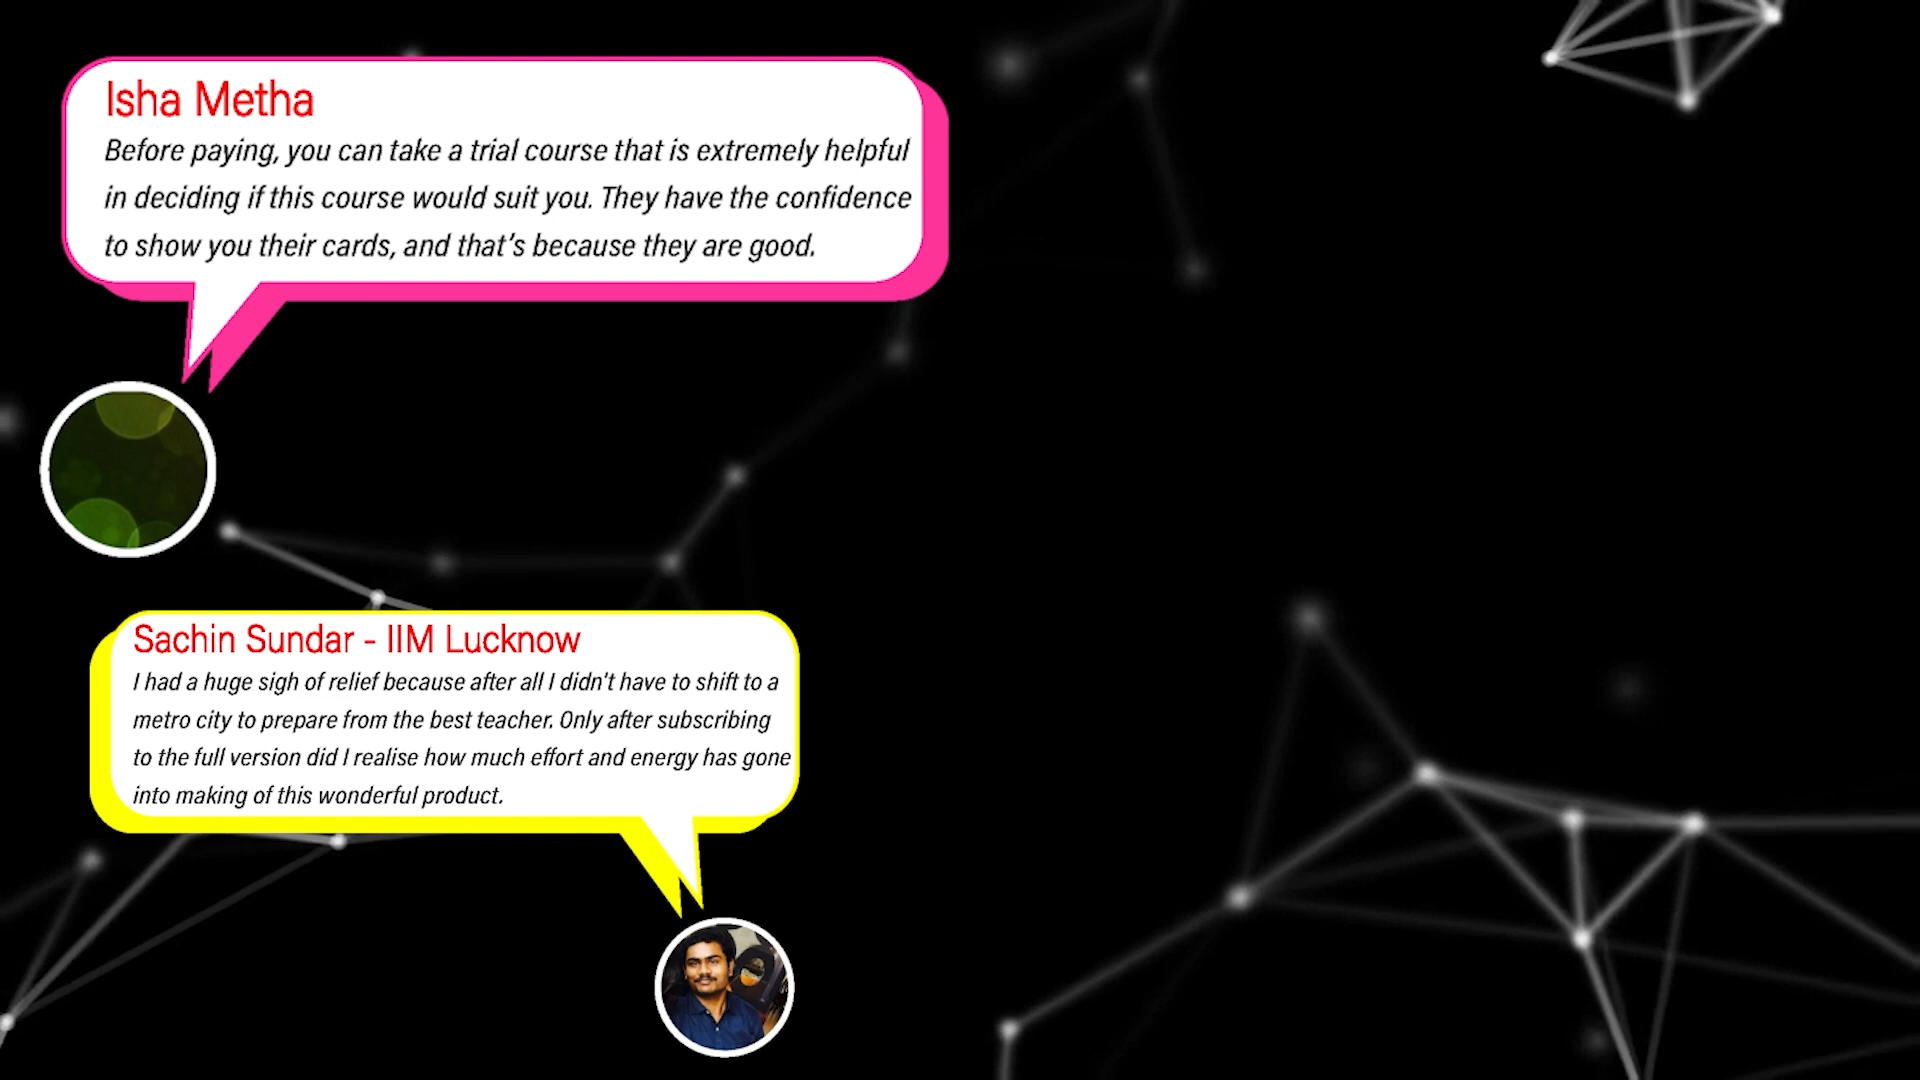 Isha Metha
Before paying, you can take a trial course that is extremely helpful
in deciding if this course would suit you. They have the confidence
to show you their cards, and that's because they are good.
Sachin Sundar - IIM Lucknow
I had a huge sigh of relief because after all I didn't have to shift to a
metro city to prepare from the best teacher. Only after subscribing
to the full version did I realise how much effort and energy has gone
into making of this wonderful product.